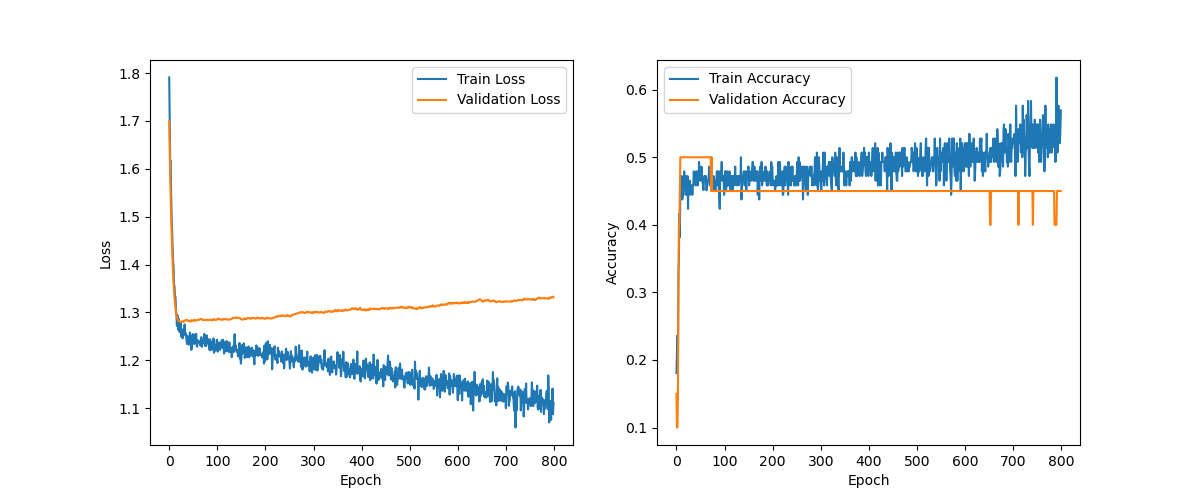 1.8
1.7
1.6
1.5
1.4
1.3
1.2
1.1
Loss
0 100 200 300 400 500 600 700 800
Epoch
Train Loss
Validation Loss
0.6
0.5
0.4
0.3
0.2
0.1
Accuracy
0 100 200 300 400 500 600 700 800
Epoch
Train Accuracy
Validation Accuracy